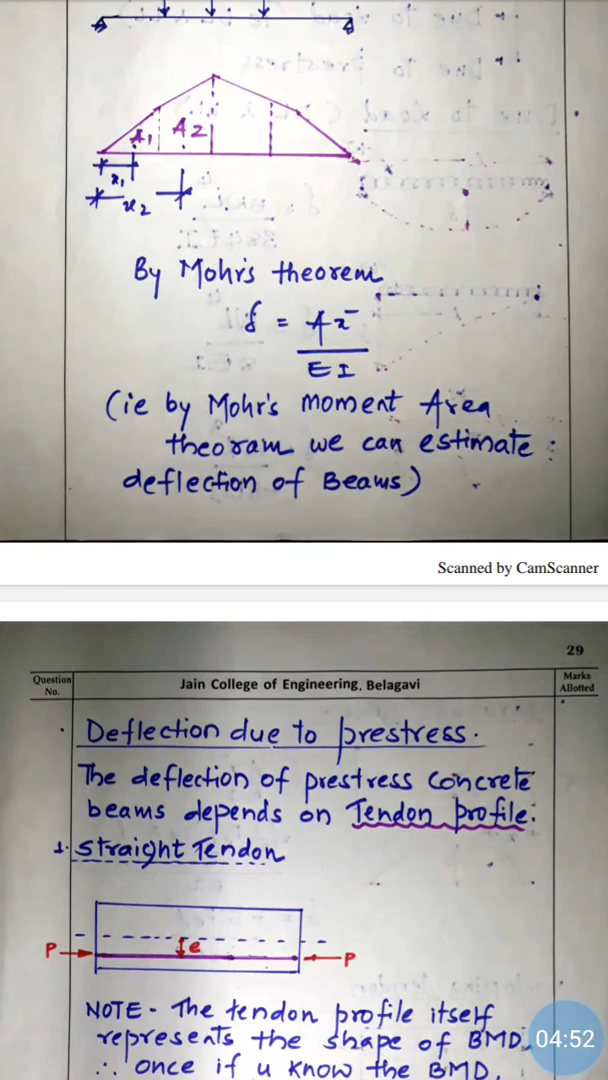 A1 A2
x1
x2
By Mohr's theorem
δ = Ax̄
EI
(ie by Mohr's moment Area
theoram we can estimate
deflection of Beams)
Scanned by CamScanner
29
Question No. Jain College of Engineering, Belagavi Marks Allotted
Deflection due to prestress.
The deflection of prestress concrete
beams depends on Tendon profile.
1. straight Tendon
e
P P
NOTE - The tendon profile itself
represents the shape of BMD.
04:52
∴ once if u know the BMD,